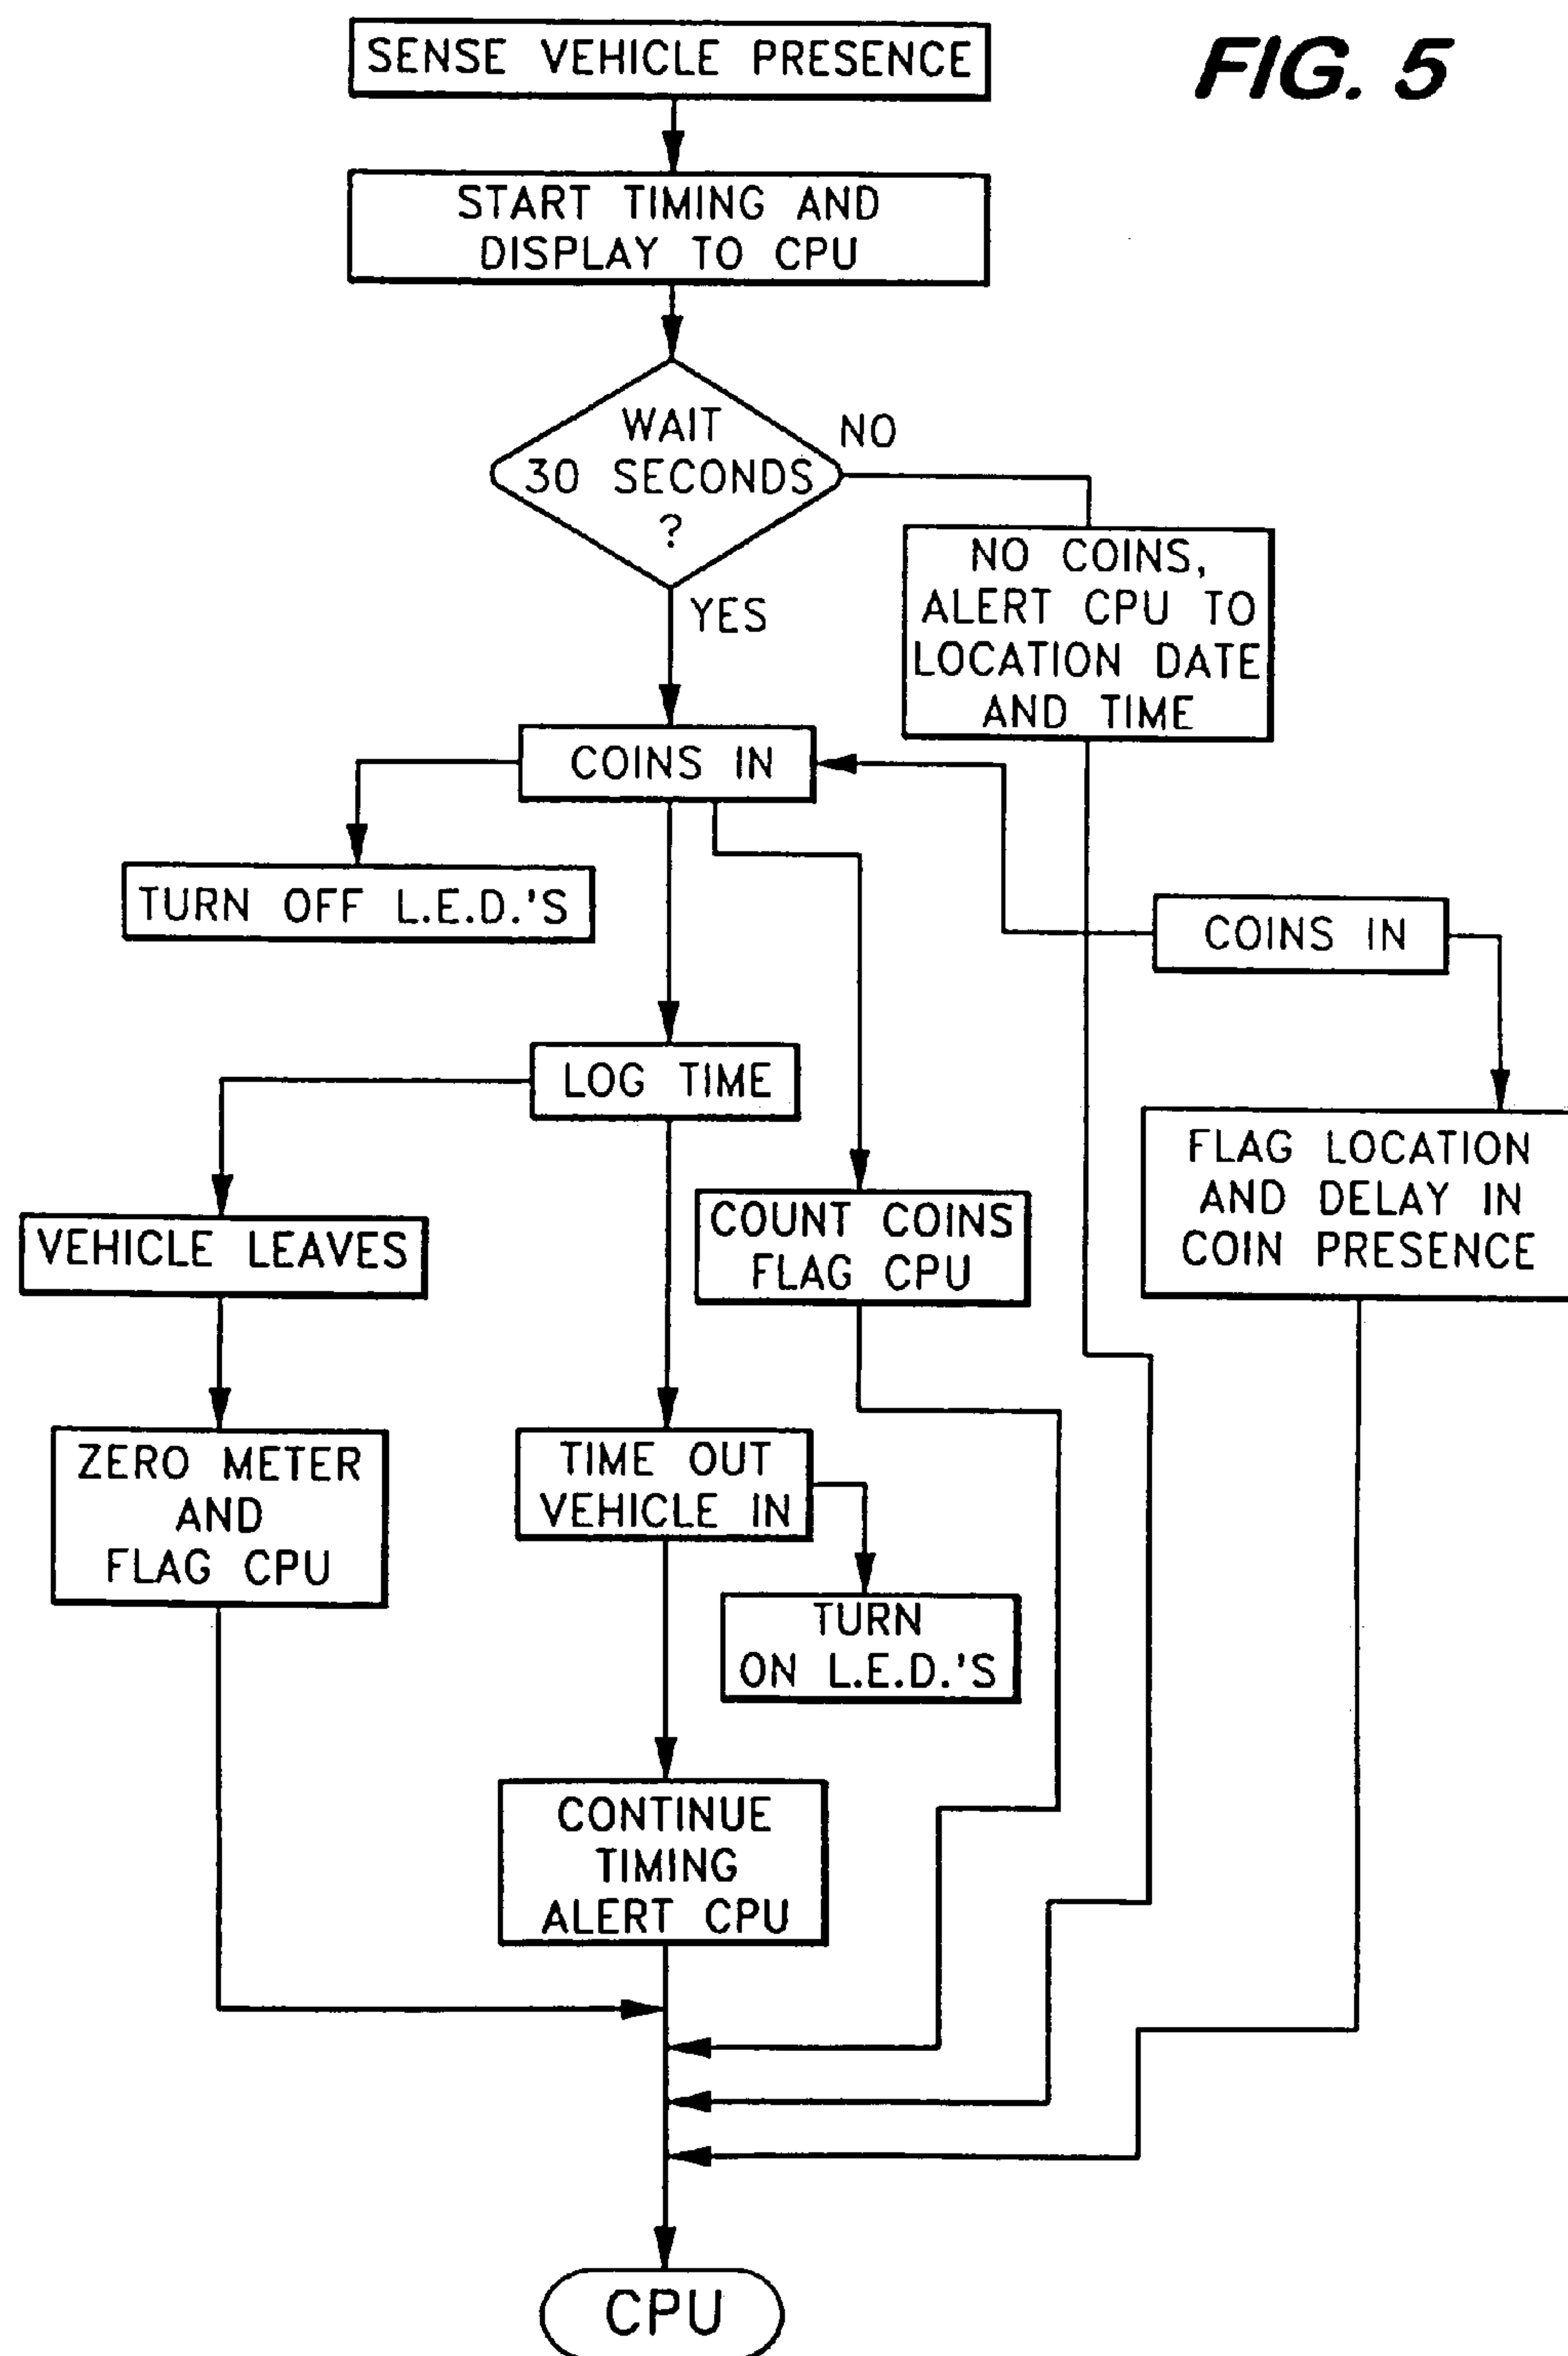 FIG. 5
SENSE VEHICLE PRESENCE
START TIMING AND
DISPLAY TO CPU
WAIT
30 SECONDS
?
NO
YES
NO COINS,
ALERT CPU TO
LOCATION DATE
AND TIME
COINS IN
TURN OFF L.E.D.'S
COINS IN
LOG TIME
FLAG LOCATION
AND DELAY IN
COIN PRESENCE
VEHICLE LEAVES
COUNT COINS
FLAG CPU
ZERO METER
AND
FLAG CPU
TIME OUT
VEHICLE IN
TURN
ON L.E.D.'S
CONTINUE
TIMING
ALERT CPU
CPU